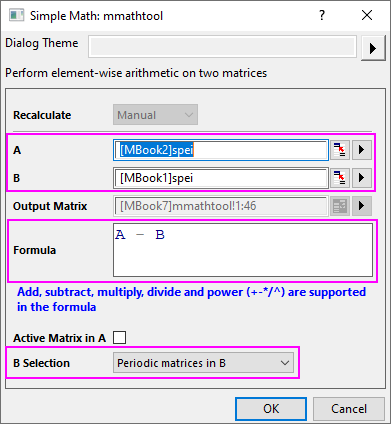 Simple Math: mmathtool
Dialog Theme
Perform element-wise arithmetic on two matrices
Recalculate Manual
A [MBook2]spei
B [MBook1]spei
Output Matrix [MBook7]mmathtool!1:46
Formula A - B
Add, subtract, multiply, divide and power (+-*/^) are supported
in the formula
Active Matrix in A
B Selection Periodic matrices in B
OK Cancel